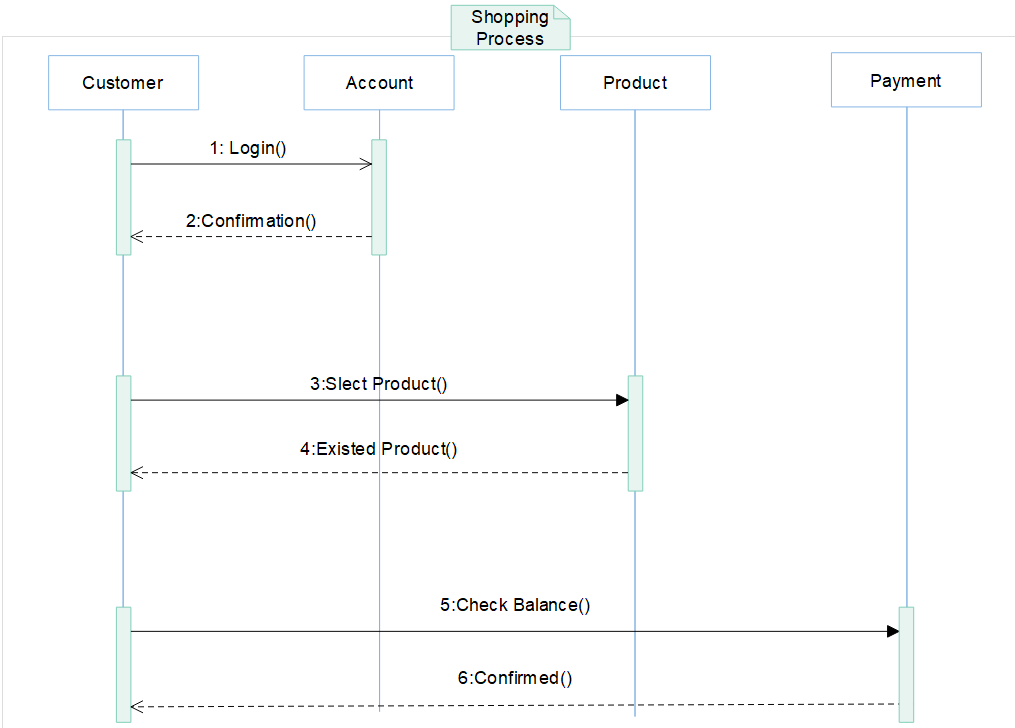 Shopping
Process
Customer
Account
Product
Payment
1: Login()
2:Confirmation()
3:Slect Product()
4:Existed Product()
5:Check Balance()
6:Confirmed()